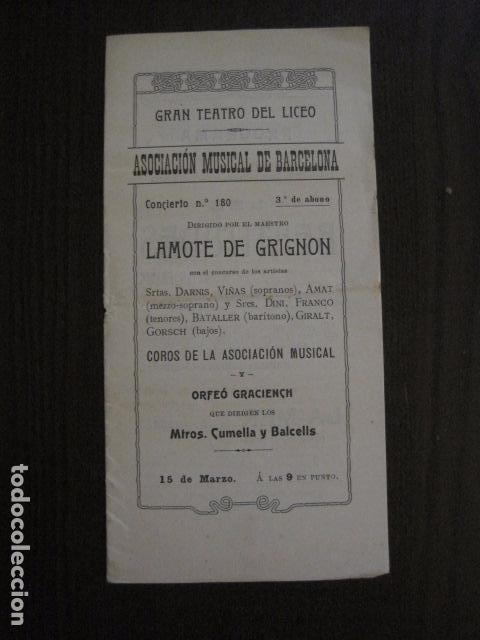 GRAN TEATRO DEL LICEO
ASOCIACIÓN MUSICAL DE BARCELONA
Concierto n.º 180 3.ª de abono
DIRIGIDO POR EL MAESTRO
LAMOTE DE GRIGNON
con el concurso de los artistas
Srtas. DARNIS, VIÑAS (sopranos), AMAT
(mezzo-soprano) y Sres. DINI, FRANCO
(tenores), BATALLER (barítono), GIRALT,
GORSCH (bajos).
COROS DE LA ASOCIACIÓN MUSICAL
- Y -
ORFEÓ GRACIENCH
QUE DIRIGEN LOS
Mtros. Cumella y Balcells
15 de Marzo. Á LAS 9 EN PUNTO.
todocoleccion.net